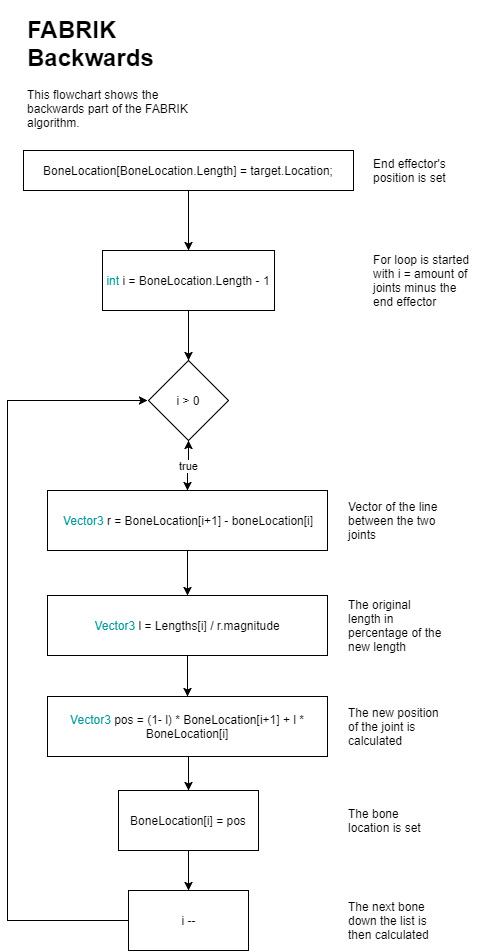 FABRIK
Backwards
This flowchart shows the
backwards part of the FABRIK
algorithm.
BoneLocation[BoneLocation.Length] = target.Location;
End effector's
position is set
int i = BoneLocation.Length - 1
For loop is started
with i = amount of
joints minus the
end effector
i > 0
true
Vector3 r = BoneLocation[i+1] - boneLocation[i]
Vector of the line
between the two
joints
Vector3 l = Lengths[i] / r.magnitude
The original
length in
percentage of the
new length
Vector3 pos = (1- l) * BoneLocation[i+1] + l *
BoneLocation[i]
The new position
of the joint is
calculated
BoneLocation[i] = pos
The bone
location is set
i --
The next bone
down the list is
then calculated